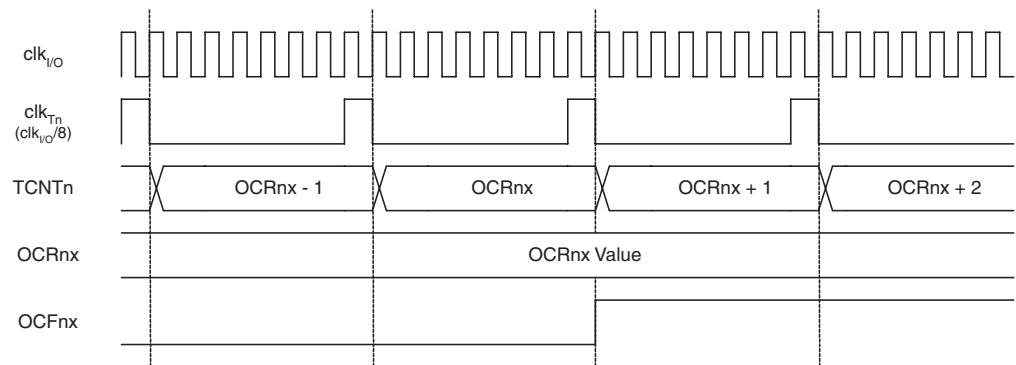 clkI/O
clkTn
(clkI/O/8)
TCNTn OCRnx - 1 OCRnx OCRnx + 1 OCRnx + 2
OCRnx OCRnx Value
OCFnx